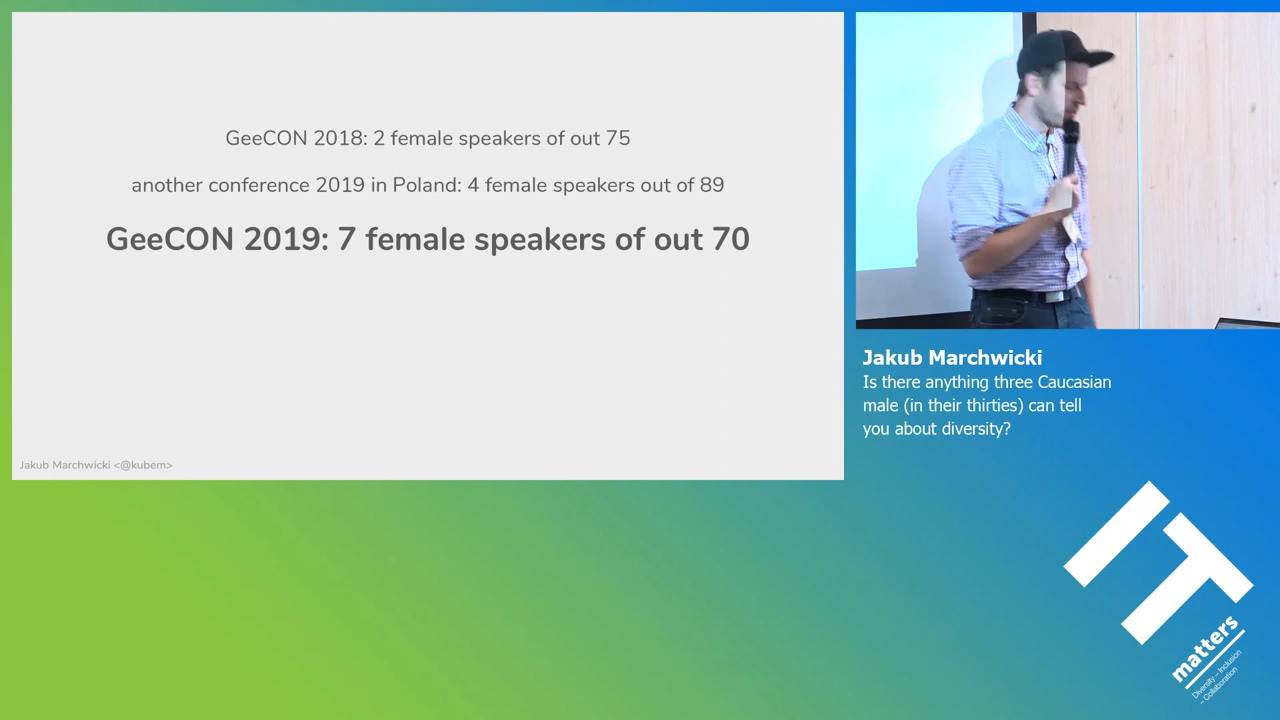 GeeCON 2018: 2 female speakers of out 75
another conference 2019 in Poland: 4 female speakers out of 89
GeeCON 2019: 7 female speakers of out 70
Jakub Marchwicki <@kubem>
Jakub Marchwicki
Is there anything three Caucasian
male (in their thirties) can tell
you about diversity?
IT
matters
Diversity – Inclusion
– Collaboration